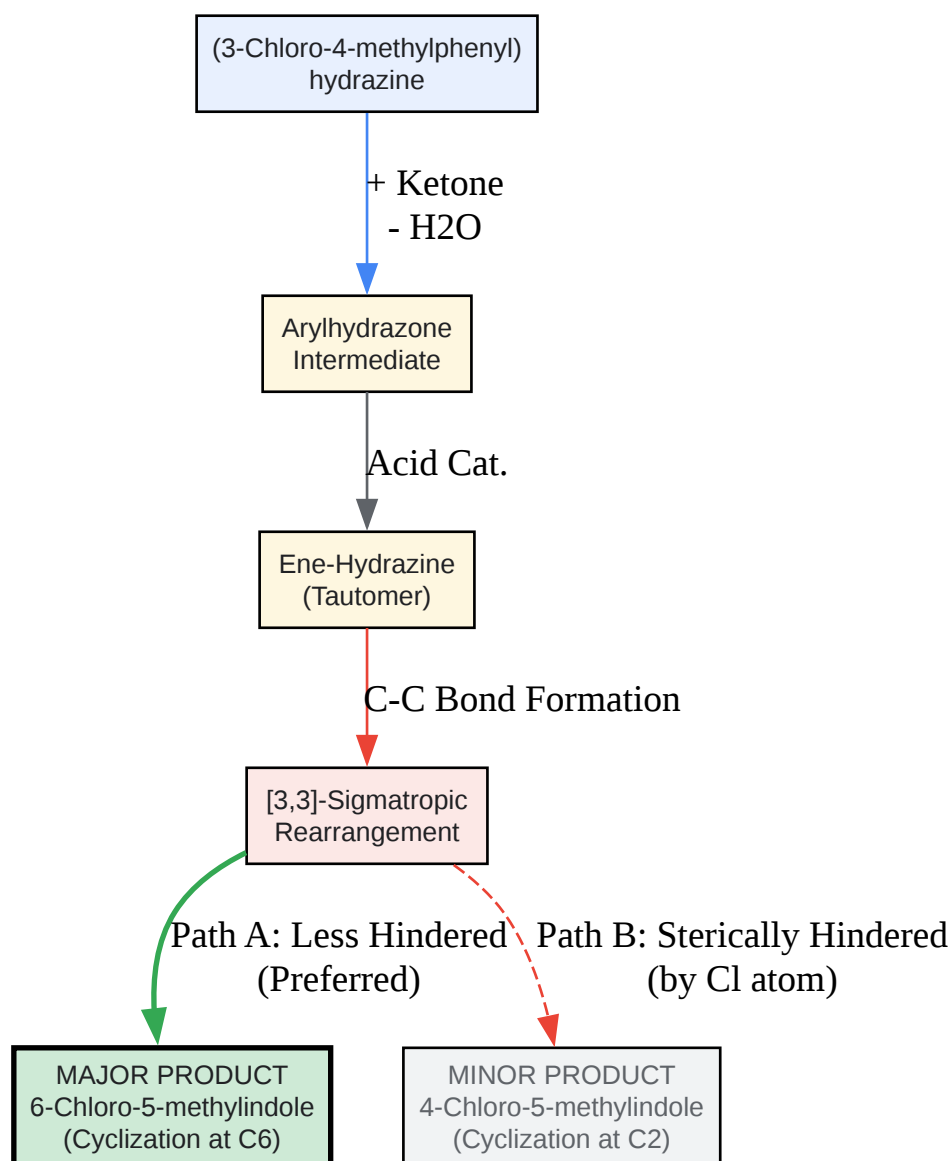 (3-Chloro-4-methylphenyl)
hydrazine
+ Ketone
- H2O
Arylhydrazone
Intermediate
Acid Cat.
Ene-Hydrazine
(Tautomer)
C-C Bond Formation
[3,3]-Sigmatropic
Rearrangement
Path A: Less Hindered
(Preferred)
Path B: Sterically Hindered
(by Cl atom)
MAJOR PRODUCT
6-Chloro-5-methylindole
(Cyclization at C6)
MINOR PRODUCT
4-Chloro-5-methylindole
(Cyclization at C2)